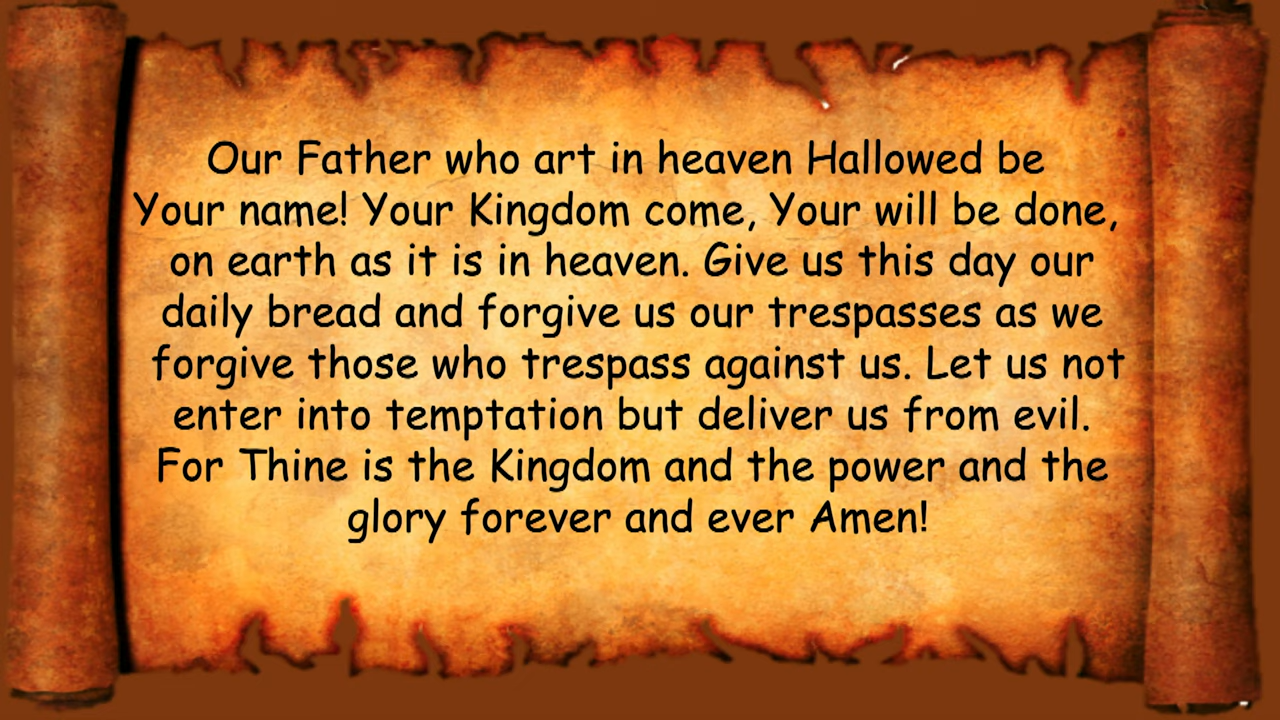 Our Father who art in heaven Hallowed be
Your name! Your Kingdom come, Your will be done,
on earth as it is in heaven. Give us this day our
daily bread and forgive us our trespasses as we
forgive those who trespass against us. Let us not
enter into temptation but deliver us from evil.
For Thine is the Kingdom and the power and the
glory forever and ever Amen!